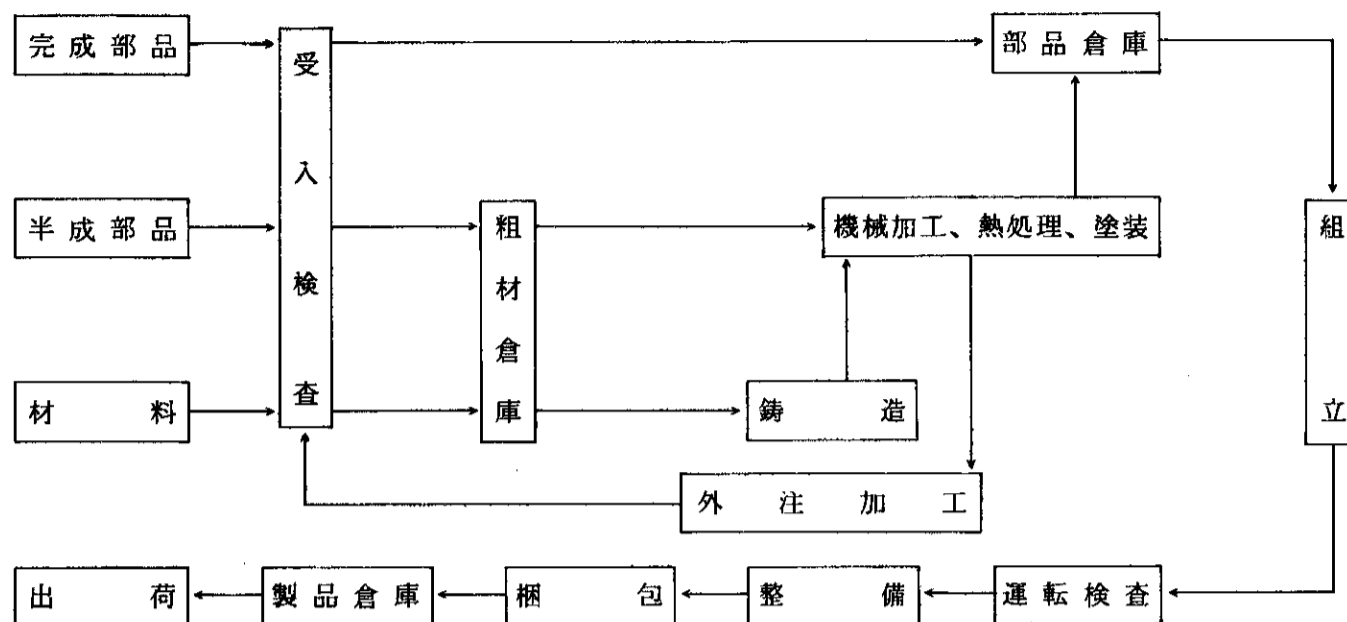 完成部品
受入検査
部品倉庫
半成部品
粗材倉庫
機械加工、熱処理、塗装
組立
材料
鋳造
外注加工
出荷
製品倉庫
梱包
整備
運転検査